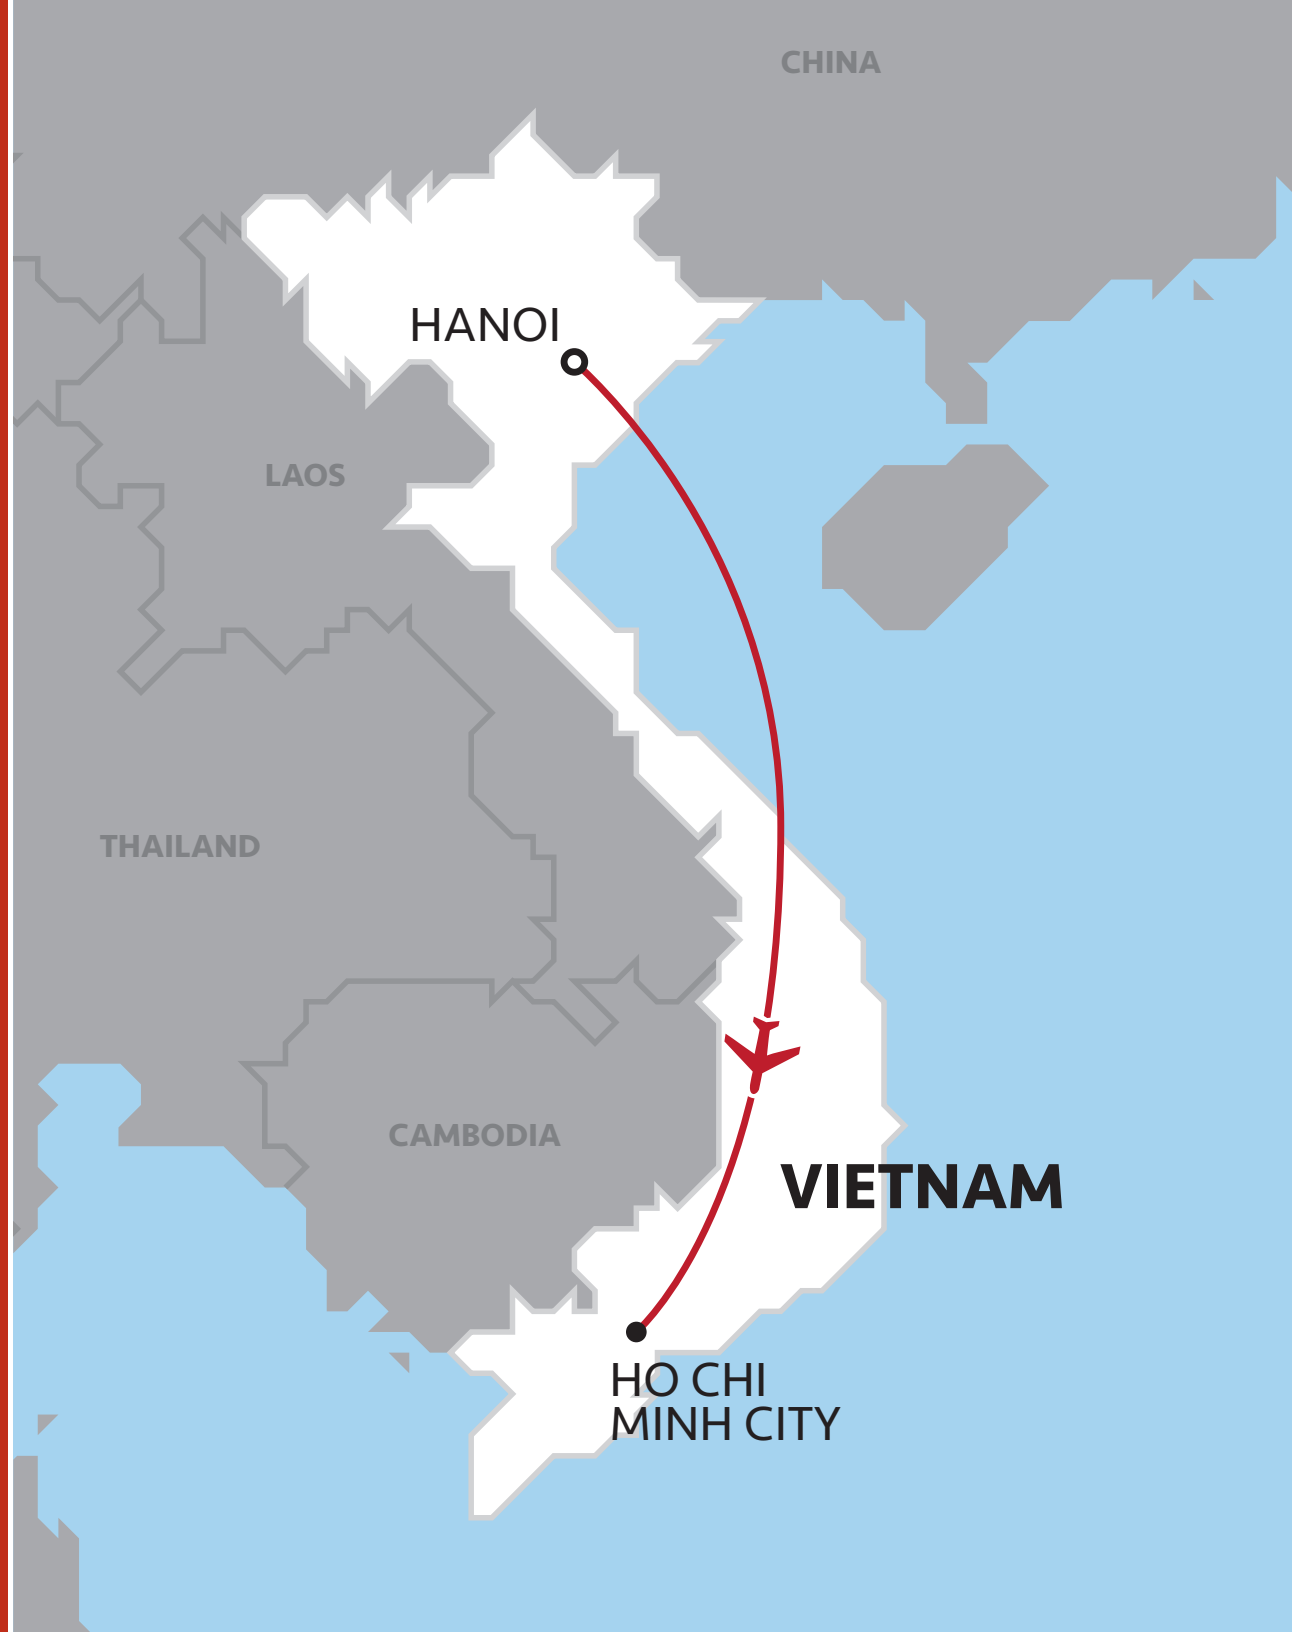 CHINA
HANOI
LAOS
THAILAND
CAMBODIA
VIETNAM
HO CHI
MINH CITY